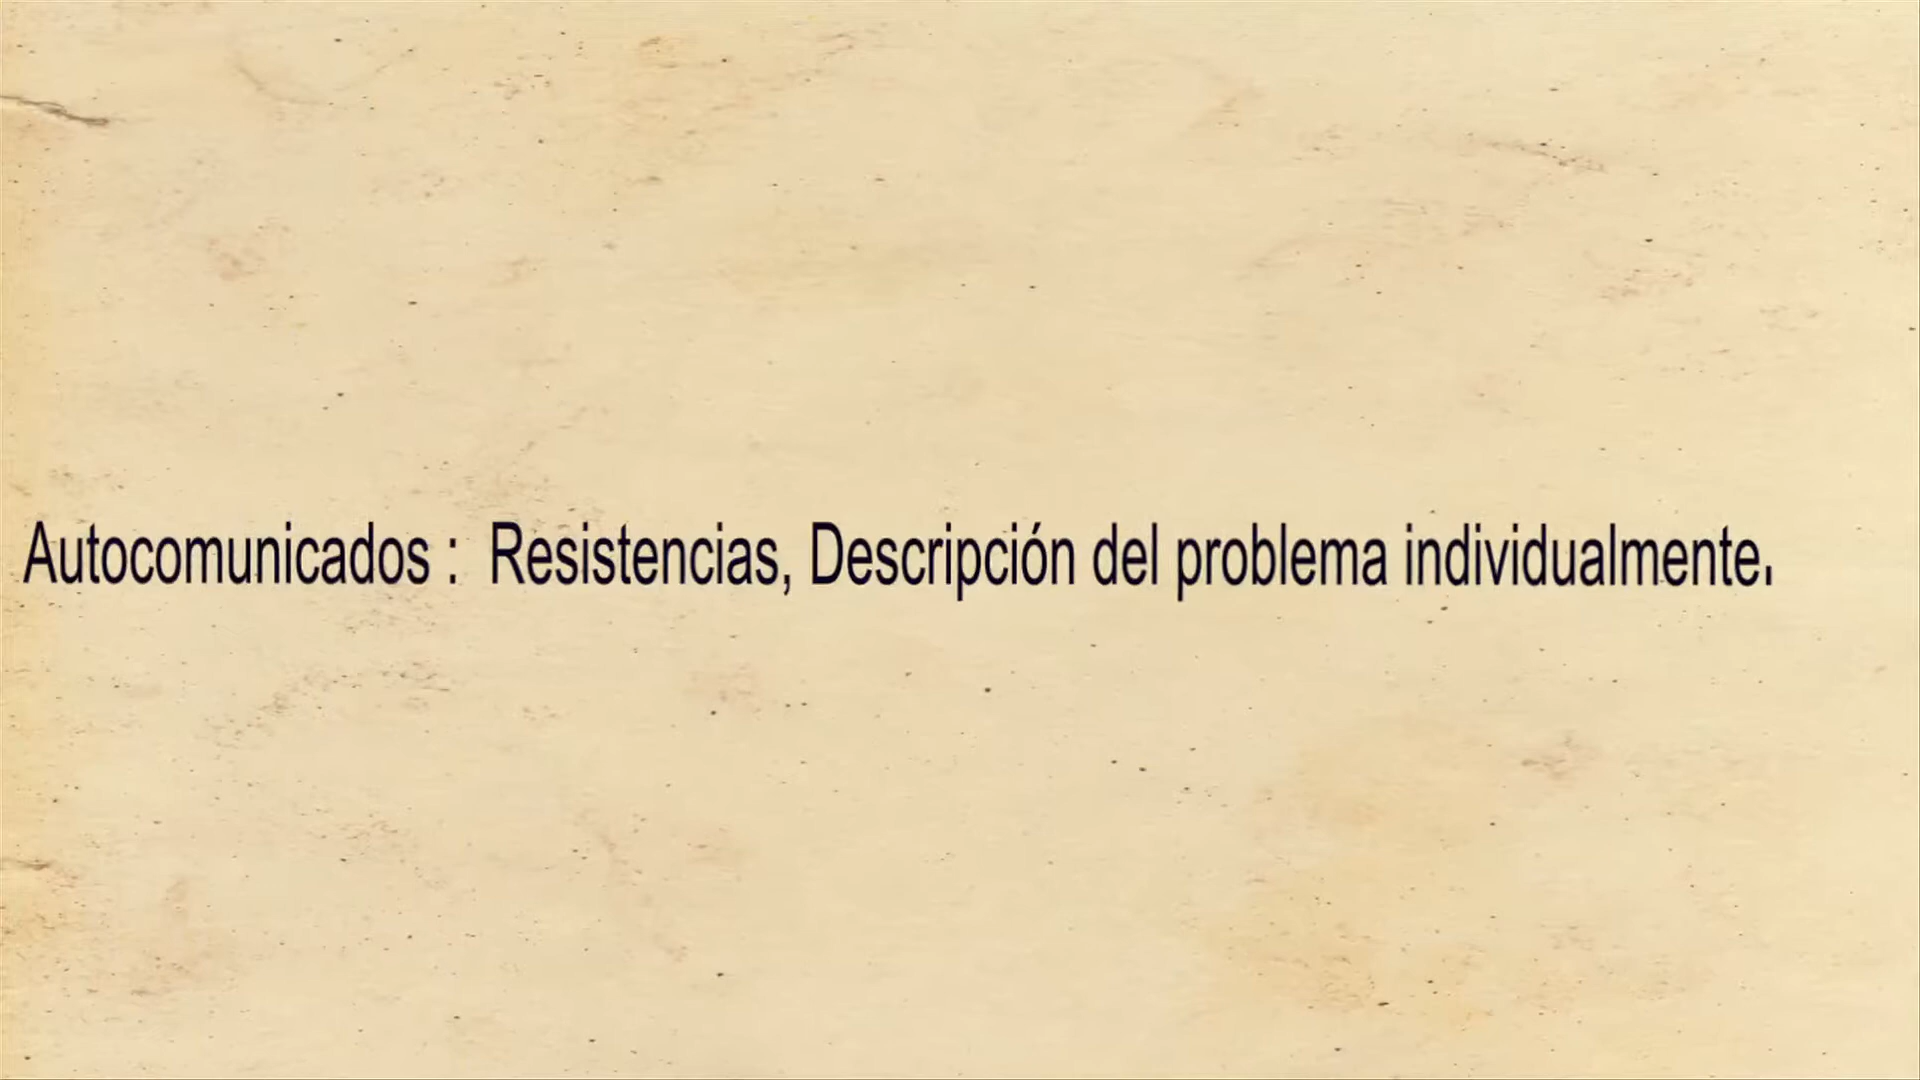 Autocomunicados :  Resistencias, Descripción del problema individualmente.